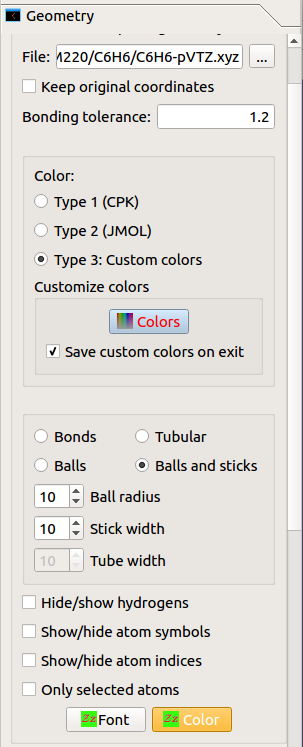 Geometry
File: M220/C6H6/C6H6-pVTZ.xyz ...
Keep original coordinates
Bonding tolerance: 1.2
Color:
Type 1 (CPK)
Type 2 (JMOL)
Type 3: Custom colors
Customize colors
Colors
Save custom colors on exit
Bonds Tubular
Balls Balls and sticks
10 Ball radius
10 Stick width
10 Tube width
Hide/show hydrogens
Show/hide atom symbols
Show/hide atom indices
Only selected atoms
Zz Font Zz Color